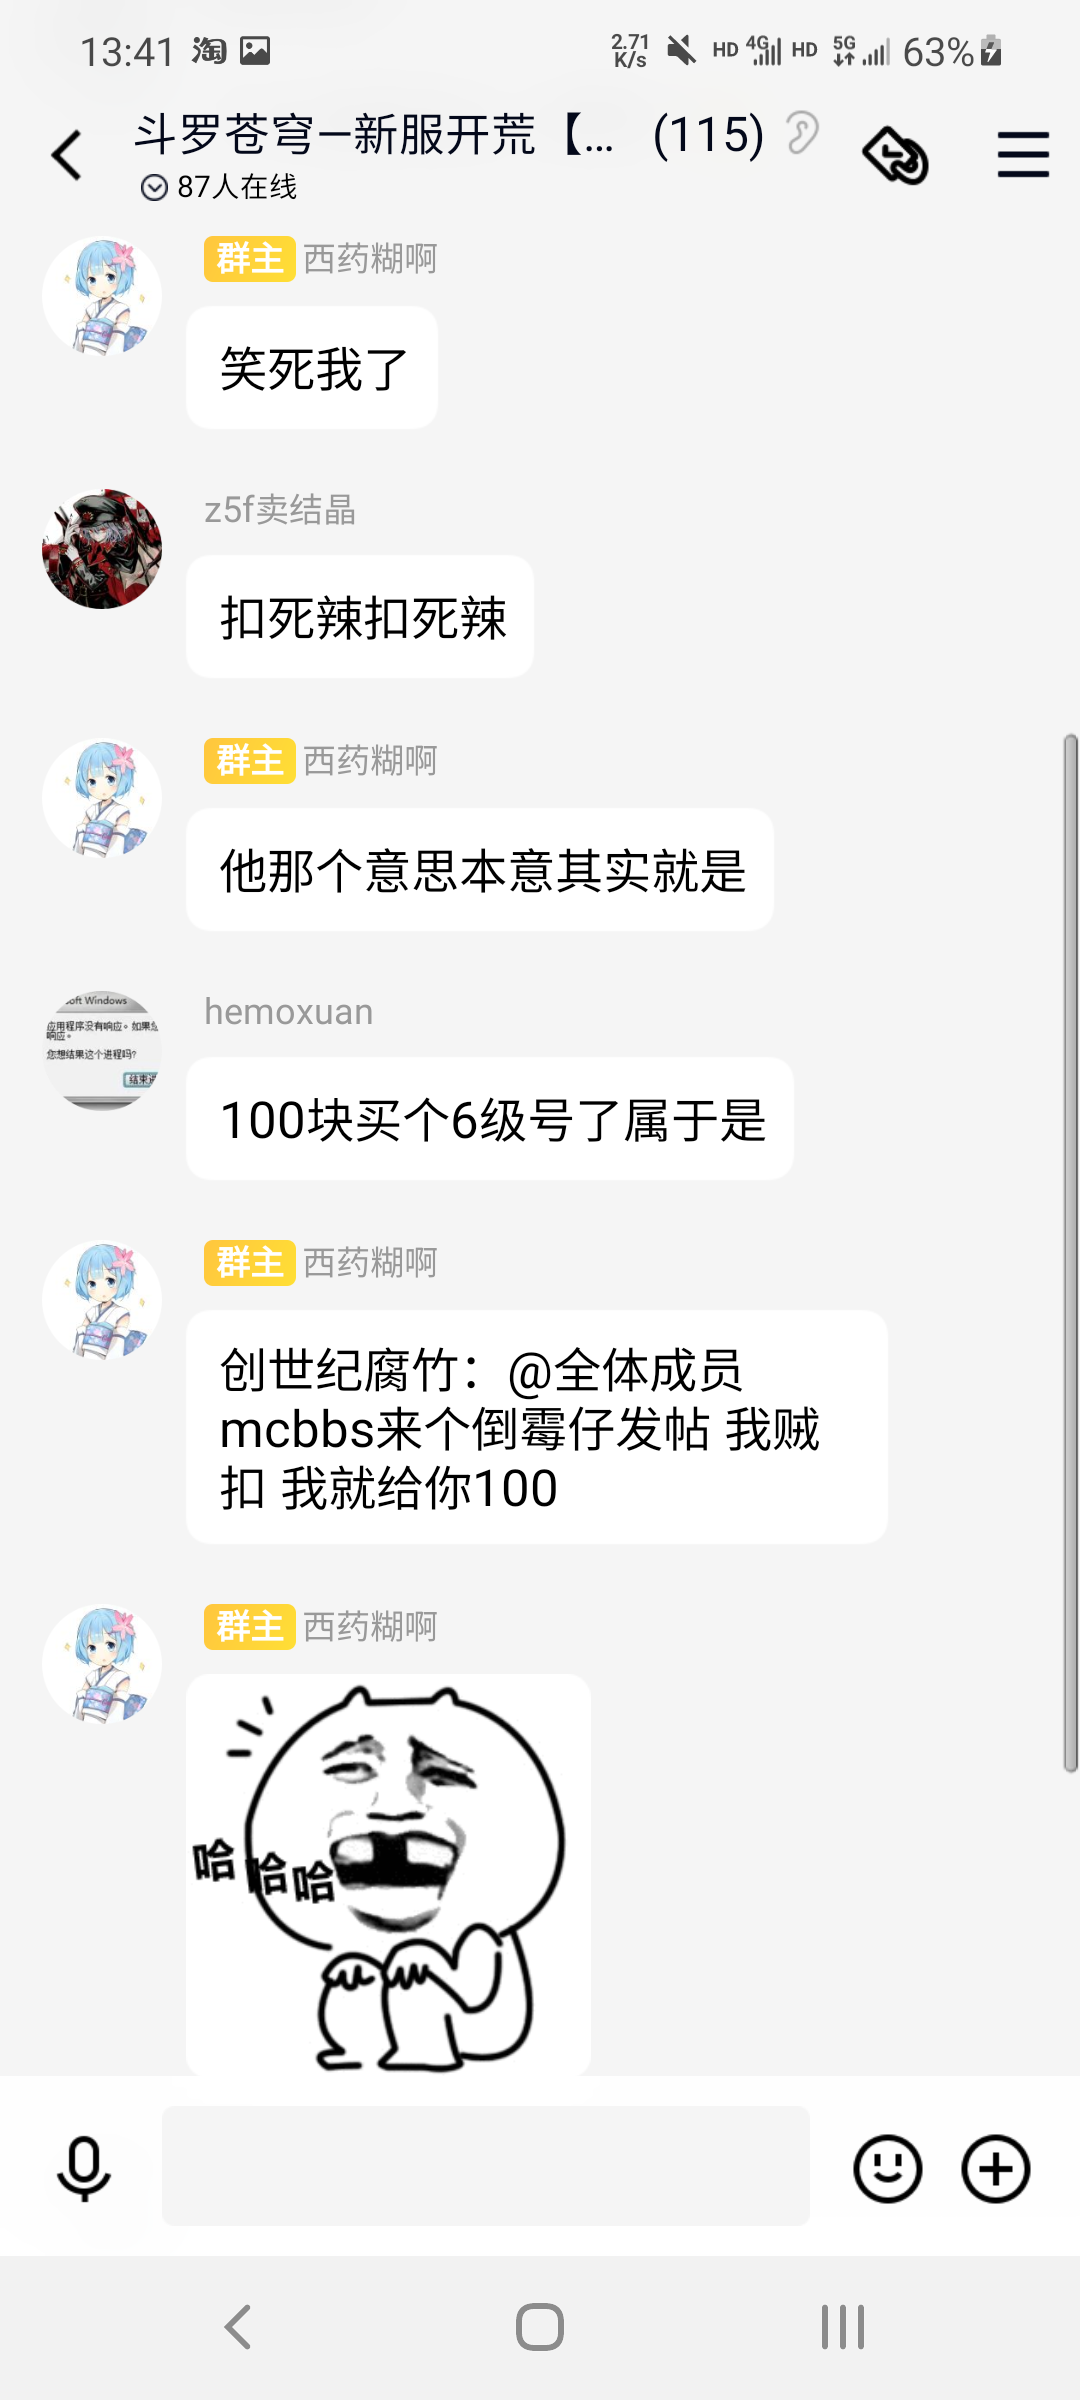 13:41 淘 2.71 K/s HD 4G HD 5G 63%
斗罗苍穹—新服开荒【... (115)
87人在线
群主 西药糊啊
笑死我了
z5f卖结晶
扣死辣扣死辣
群主 西药糊啊
他那个意思本意其实就是
hemoxuan
oft Windows
应用程序没有响应。如果
响应。
您想结果这个进程吗?
结束
100块买个6级号了属于是
群主 西药糊啊
创世纪腐竹：@全体成员
mcbbs来个倒霉仔发帖 我贼
扣 我就给你100
群主 西药糊啊
哈哈哈